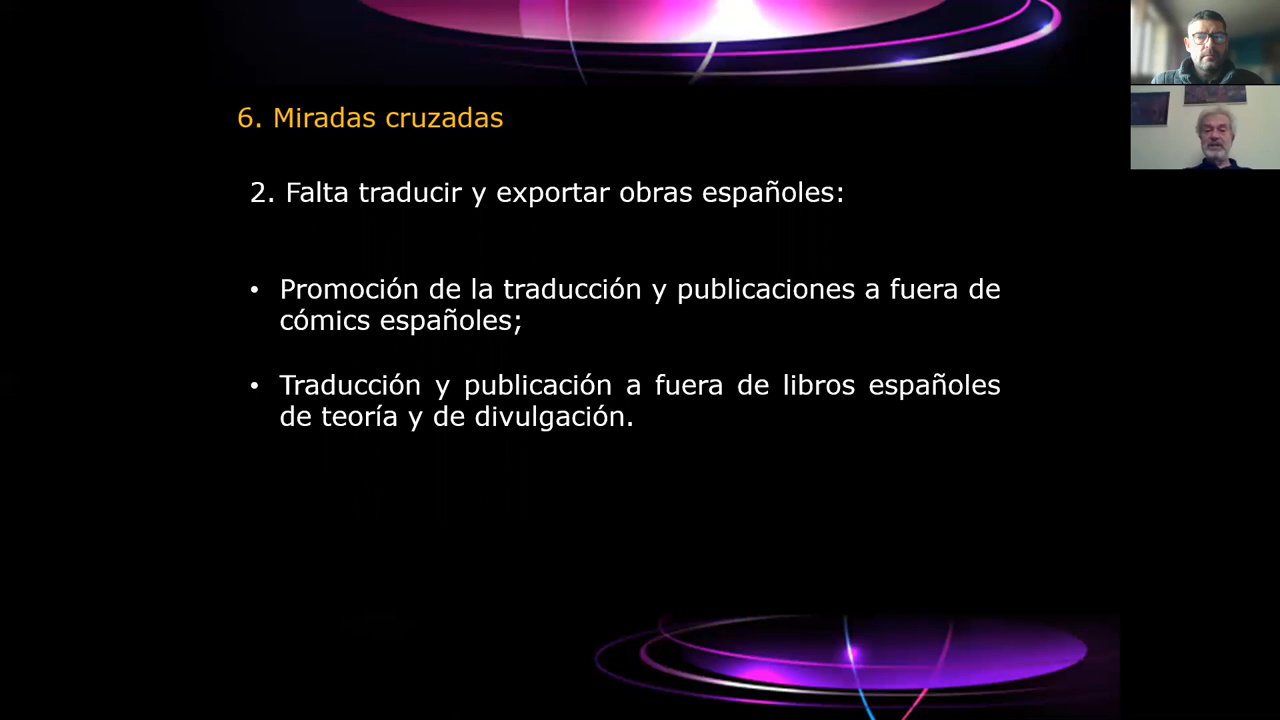 6. Miradas cruzadas
2. Falta traducir y exportar obras españoles:
• Promoción de la traducción y publicaciones a fuera de
cómics españoles;
• Traducción y publicación a fuera de libros españoles
de teoría y de divulgación.